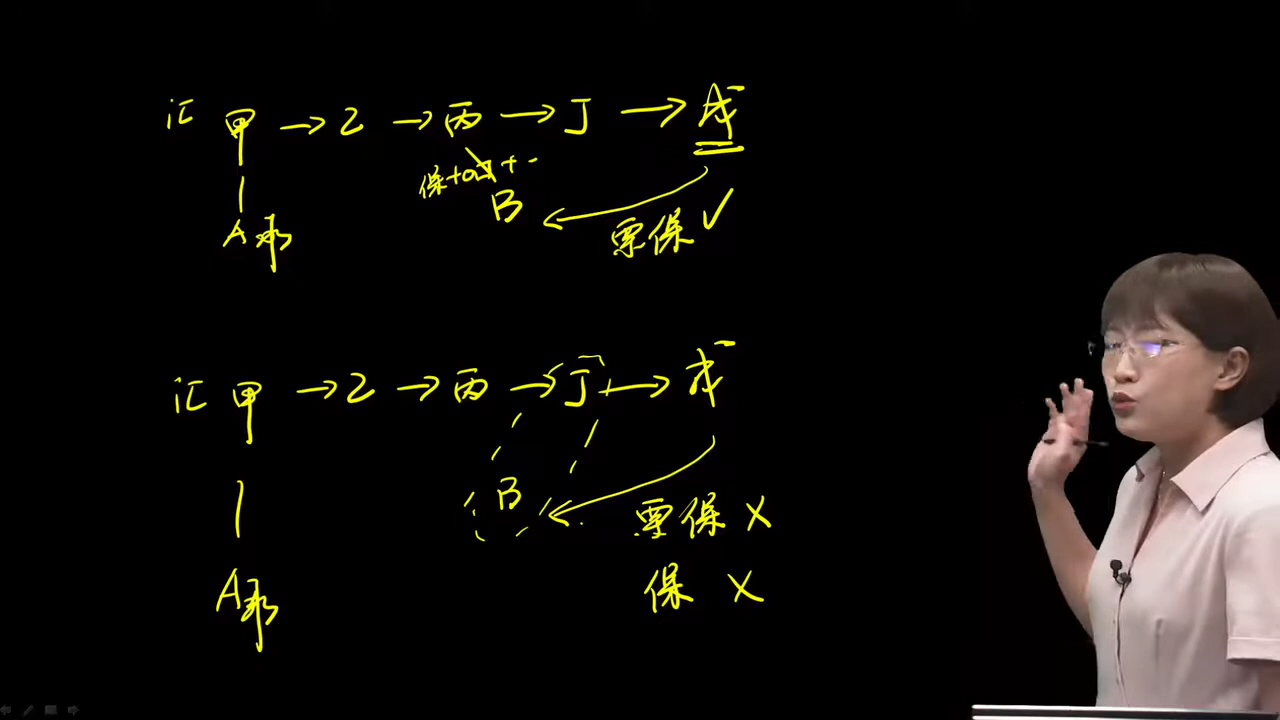 汇 甲 → 乙 → 丙 → 丁 → 戊
保+
B
票保 ✓
A承
汇 甲 → 乙 → 丙 → 丁 → 戊
B
票保 X
保 X
A承